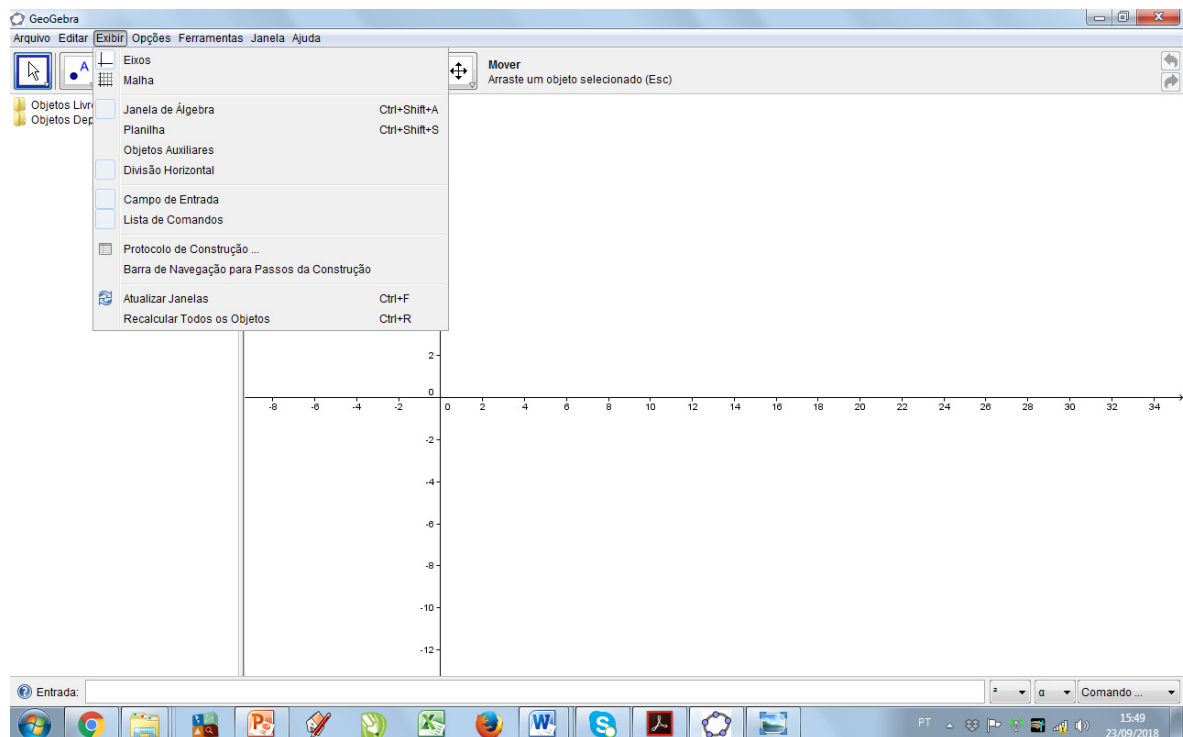 GeoGebra
Arquivo Editar Exibir Opções Ferramentas Janela Ajuda
A
Mover
Arraste um objeto selecionado (Esc)
Eixos
Malha
Janela de Álgebra Ctrl+Shift+A
Planilha Ctrl+Shift+S
Objetos Auxiliares
Divisão Horizontal
Campo de Entrada
Lista de Comandos
Protocolo de Construção ...
Barra de Navegação para Passos da Construção
Atualizar Janelas Ctrl+F
Recalcular Todos os Objetos Ctrl+R
Objetos Livr
Objetos Dep
2
0
-8 -6 -4 -2 0 2 4 6 8 10 12 14 16 18 20 22 24 26 28 30 32 34
-2
-4
-6
-8
-10
-12
Entrada: ² α Comando ...
PT 15:49
23/09/2018